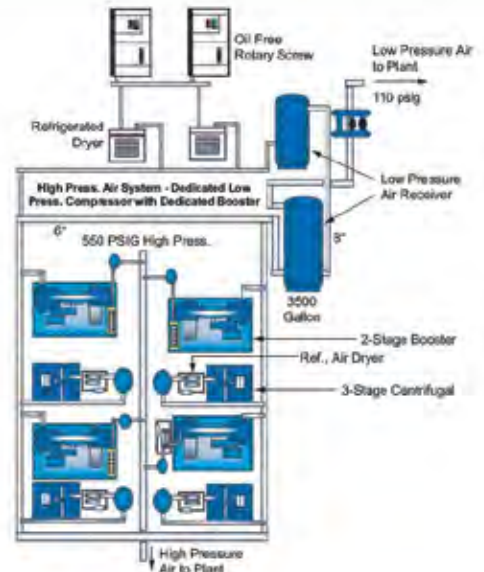 Oil Free
Rotary Screw
Low Pressure Air
to Plant
110 psig
Refrigerated
Dryer
Low Pressure
Air Receiver
High Press. Air System - Dedicated Low
Press. Compressor with Dedicated Booster
6"
550 PSIG High Press.
8"
3500
Gallon
2-Stage Booster
Ref., Air Dryer
3-Stage Cantrifugal
High Pressure
Air to Plant